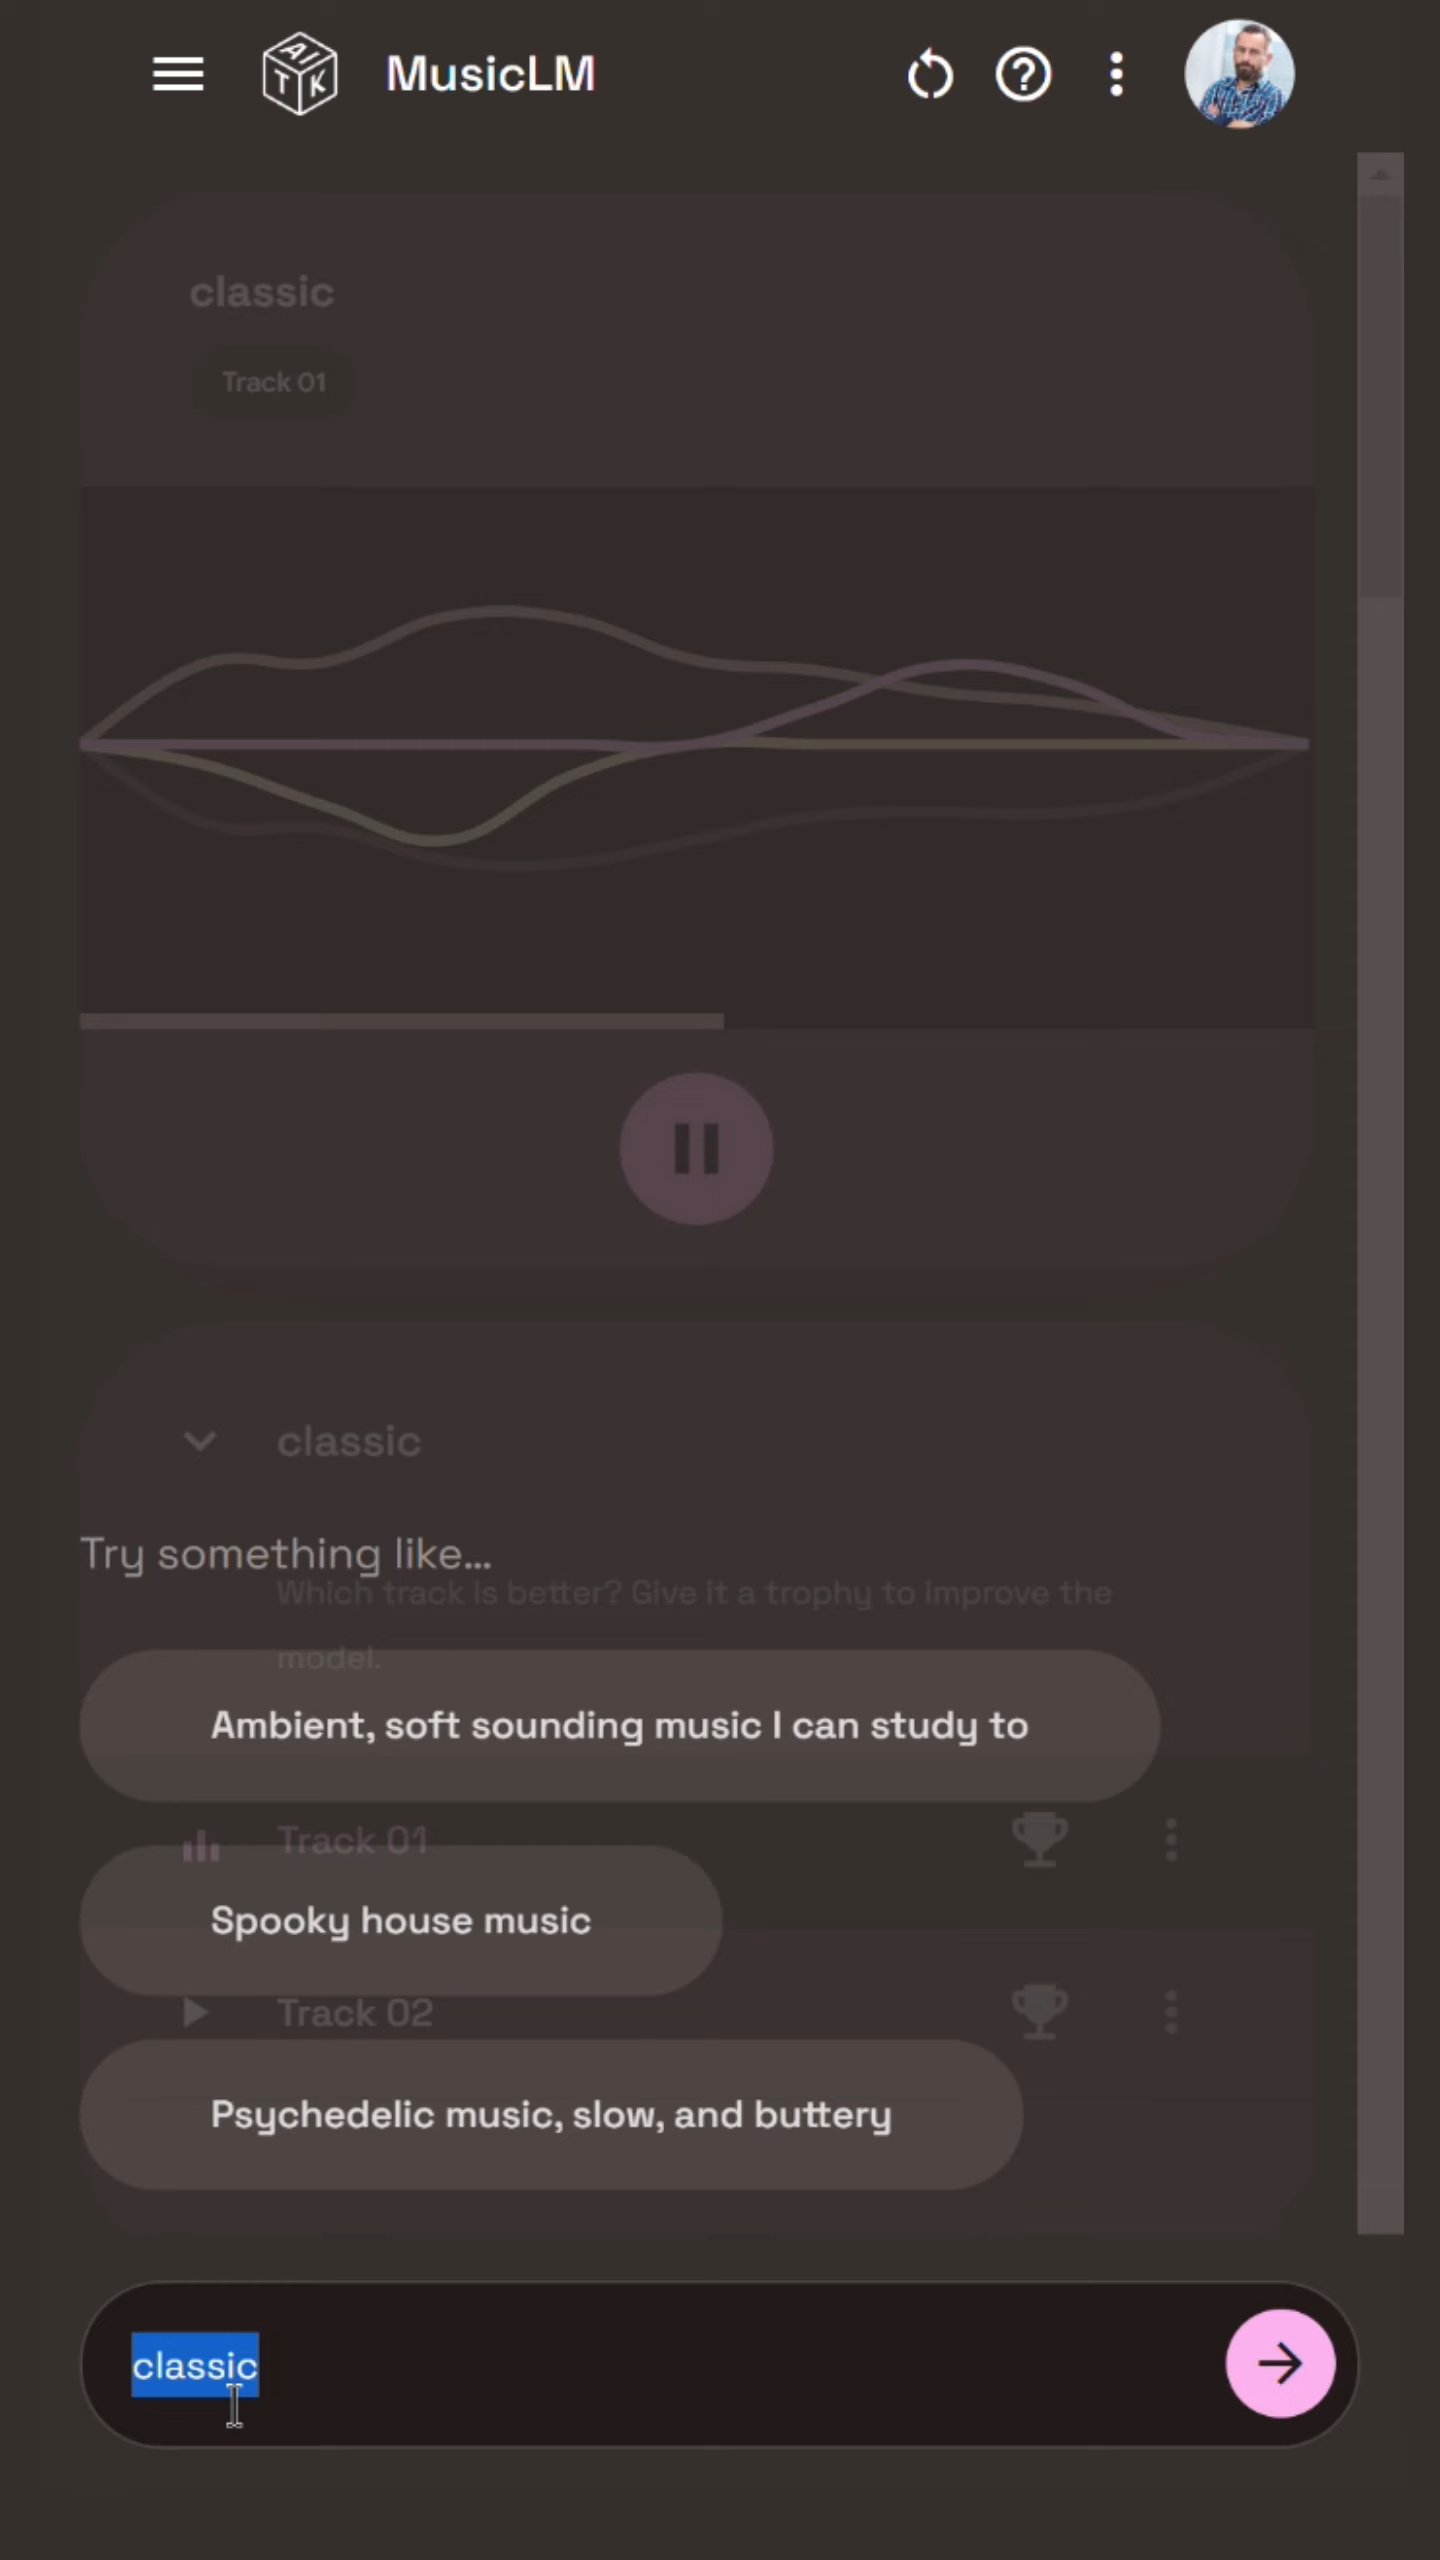 AI
T K
MusicLM
classic
Track 01
classic
Try something like...
Which track is better? Give it a trophy to improve the
model.
Ambient, soft sounding music I can study to
Track 01
Spooky house music
Track 02
Psychedelic music, slow, and buttery
classic